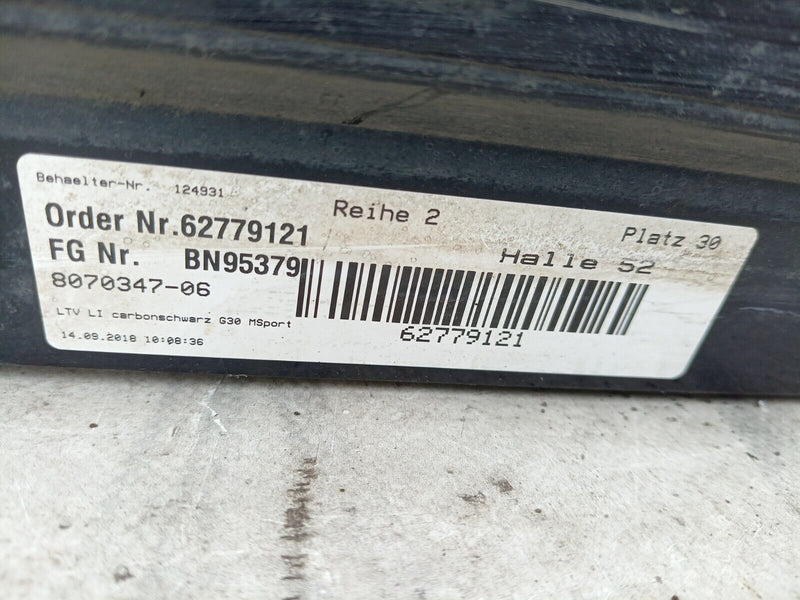 Behaelter-Nr. 124931
Reihe 2
Platz 30
Order Nr.62779121
Halle 52
FG Nr. BN95379
8070347-06
LTV LI carbonschwarz G30 MSport
62779121
14.09.2018 10:08:36